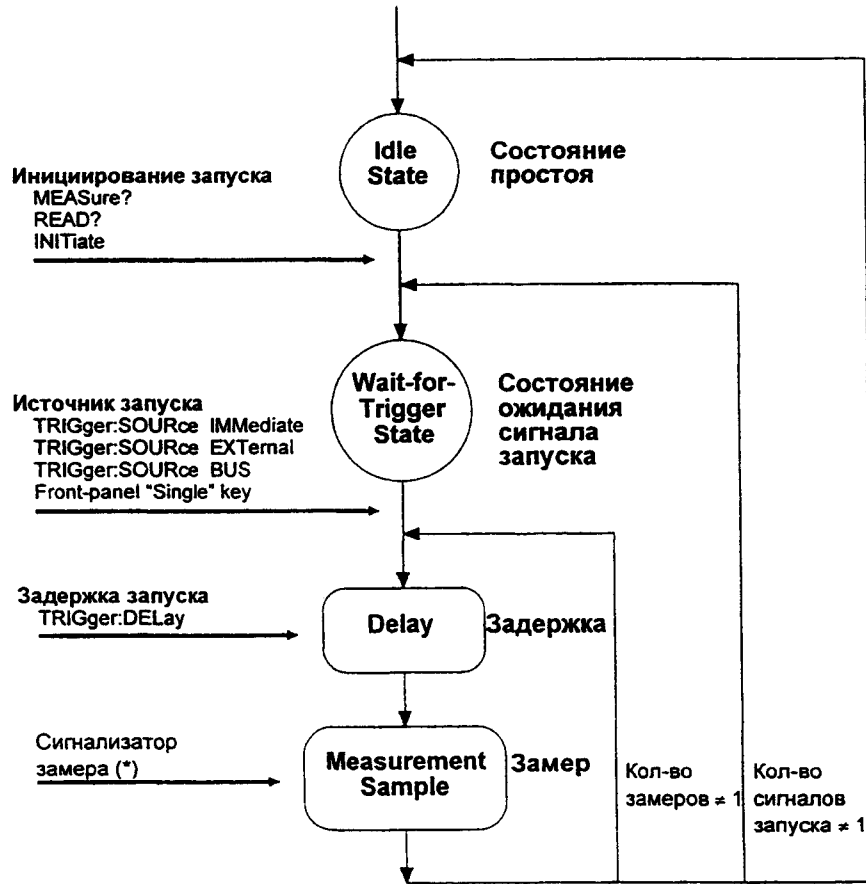 Idle
State
Состояние
простоя
Инициирование запуска
MEASure?
READ?
INITiate
Wait-for-
Trigger
State
Состояние
ожидания
сигнала
запуска
Источник запуска
TRIGger:SOURce IMMediate
TRIGger:SOURce EXTernal
TRIGger:SOURce BUS
Front-panel "Single" key
Задержка запуска
TRIGger:DELay
Delay
Задержка
Сигнализатор
замера (*)
Measurement
Sample
Замер
Кол-во
замеров ≠ 1
Кол-во
сигналов
запуска ≠ 1